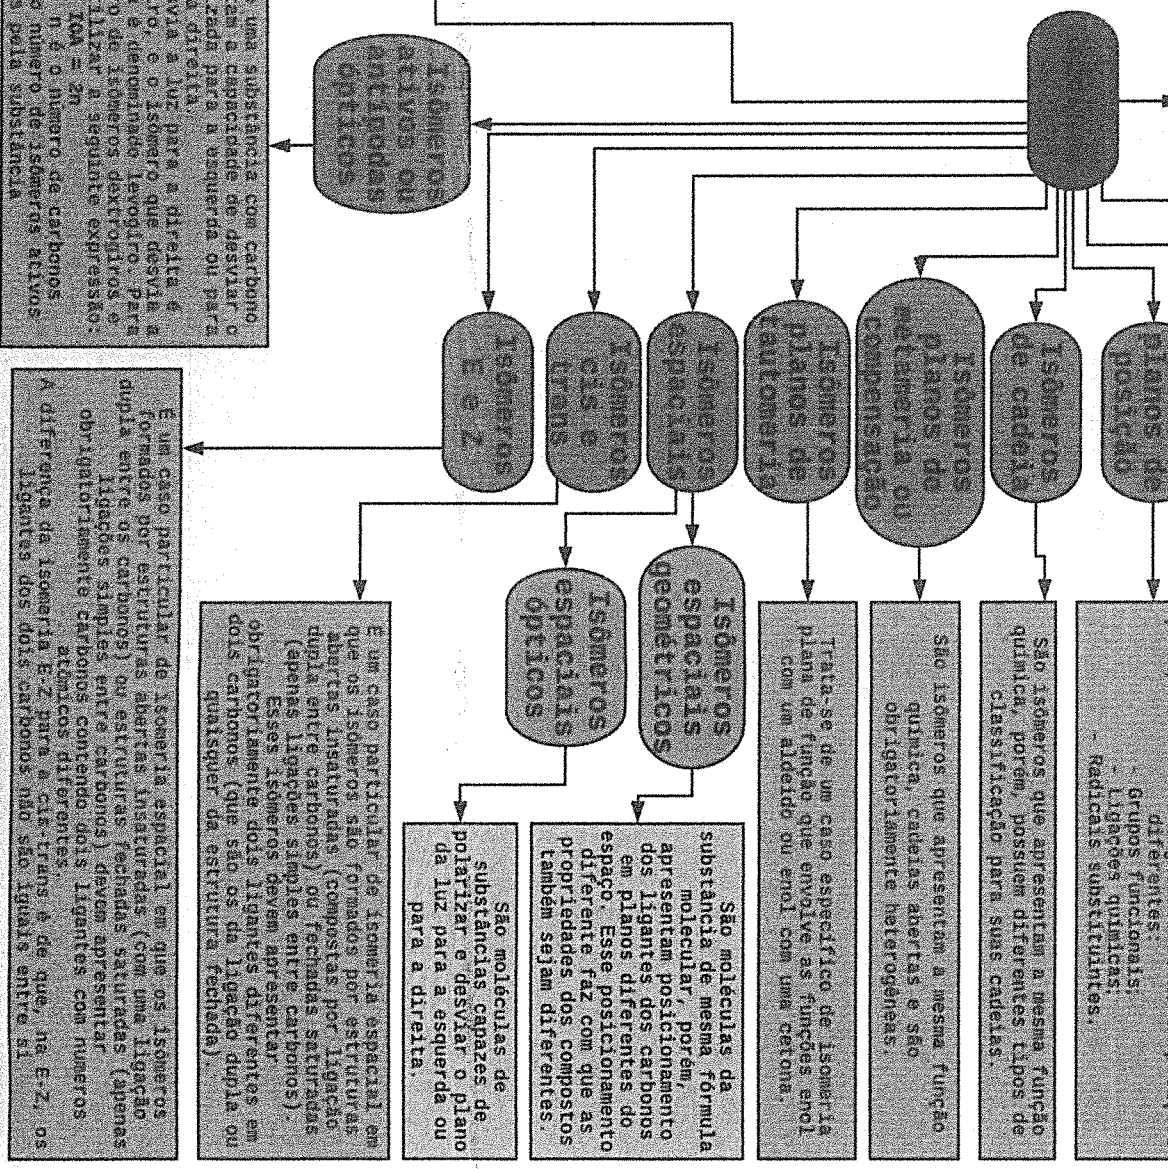 planos de
posição
diferentes:
- Grupos funcionais;
- Ligações químicas;
- Radicais substituintes.
Isômeros
de cadeia
São isômeros que apresentam a mesma função
química, porém, possuem diferentes tipos de
classificação para suas cadeias.
Isômeros
planos de
metameria ou
compensação
São isômeros que apresentam a mesma função
química, cadeias abertas e são
obrigatoriamente heterogêneas.
Isômeros
planos de
tautomeria
Trata-se de um caso específico de isomeria
plana de função que envolve as funções enol
com um aldeído ou enol com uma cetona.
Isômeros
espaciais
Isômeros
espaciais
geométricos
São moléculas da
substância de mesma fórmula
molecular, porém,
apresentam posicionamento
dos ligantes dos carbonos
em planos diferentes do
espaço. Esse posicionamento
diferente faz com que as
propriedades dos compostos
também sejam diferentes.
Isômeros
espaciais
ópticos
São moléculas de
substâncias capazes de
polarizar e desviar o plano
da luz para a esquerda ou
para a direita.
Isômeros
cis e
trans
É um caso particular de isomeria espacial em
que os isômeros são formados por estruturas
abertas insaturadas (compostas por ligação
dupla entre carbonos) ou fechadas saturadas
(apenas ligações simples entre carbonos).
Esses isômeros devem apresentar
obrigatoriamente dois ligantes diferentes em
dois carbonos (que são os da ligação dupla ou
quaisquer da estrutura fechada).
Isômeros
E e Z
É um caso particular de isomeria espacial em que os isômeros
formados por estruturas abertas insaturadas (com uma ligação
dupla entre os carbonos) ou estruturas fechadas saturadas (apenas
ligações simples entre carbonos) devem apresentar
obrigatoriamente carbonos contendo dois ligantes com números
atômicos diferentes.
A diferença da isomeria E-Z para a cis-trans é de que, na E-Z, os
ligantes dos dois carbonos não são iguais entre si
Isômeros
ativos ou
antípodas
ópticos
uma substância com carbono
a capacidade de desviar o
para a esquerda ou para
direita.
a luz para a direita é
e o isômero que desvia a
é denominado levogiro. Para
de isômeros dextrogiros e
a seguinte expressão:
IOA = 2n
n é o número de carbonos
número de isômeros ativos
pela substância